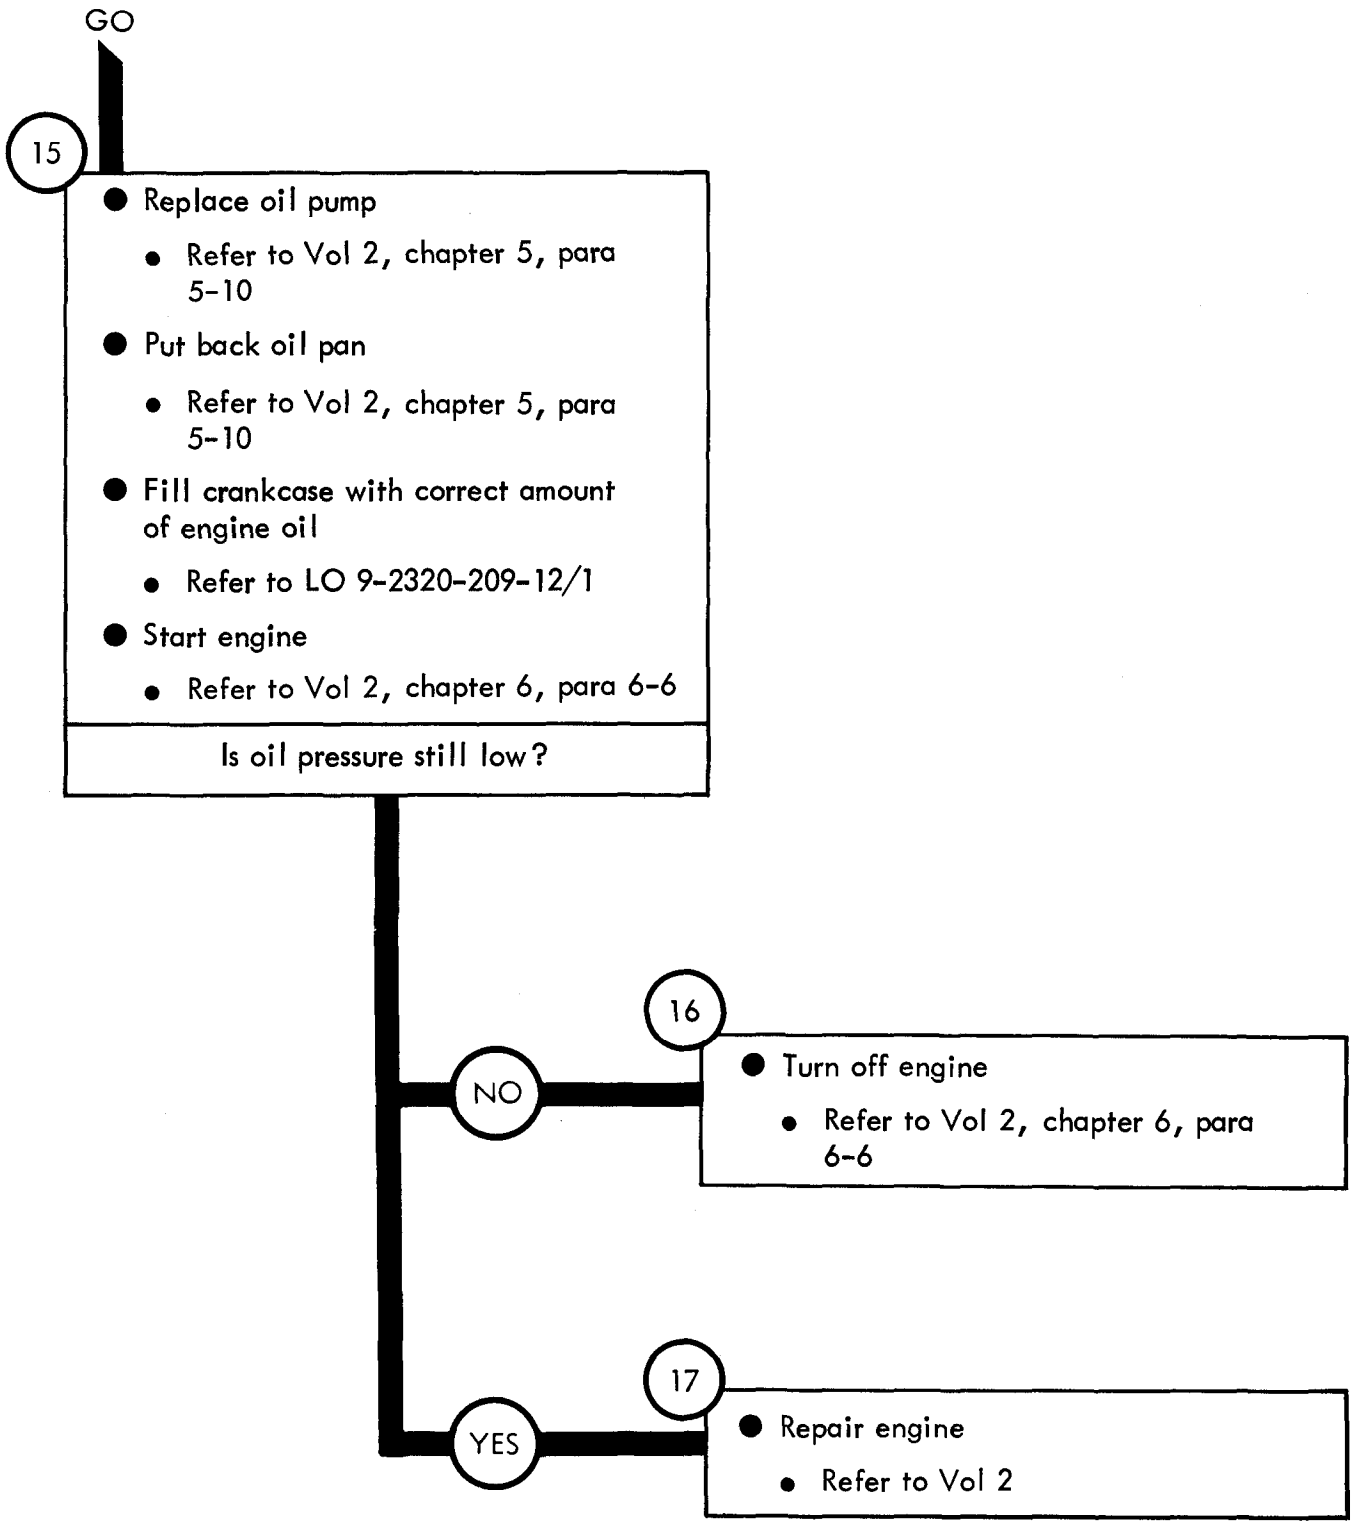 GO
15
● Replace oil pump
● Refer to Vol 2, chapter 5, para
5-10
● Put back oil pan
● Refer to Vol 2, chapter 5, para
5-10
● Fill crankcase with correct amount
of engine oil
● Refer to LO 9-2320-209-12/1
● Start engine
● Refer to Vol 2, chapter 6, para 6-6
Is oil pressure still low?
16
NO
● Turn off engine
● Refer to Vol 2, chapter 6, para
6-6
17
YES
● Repair engine
● Refer to Vol 2